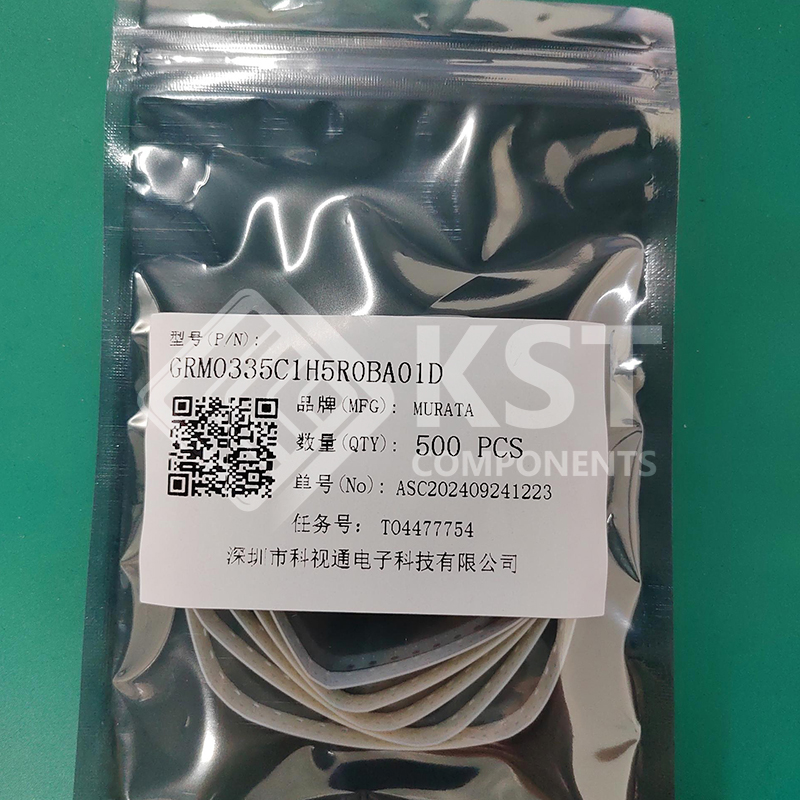 型号(P/N):
GRM0335C1H5R0BA01D
品牌(MFG): MURATA
数量(QTY): 500 PCS
单号(No): ASC202409241223
任务号: T04477754
深圳市科视通电子科技有限公司
KST
COMPONENTS